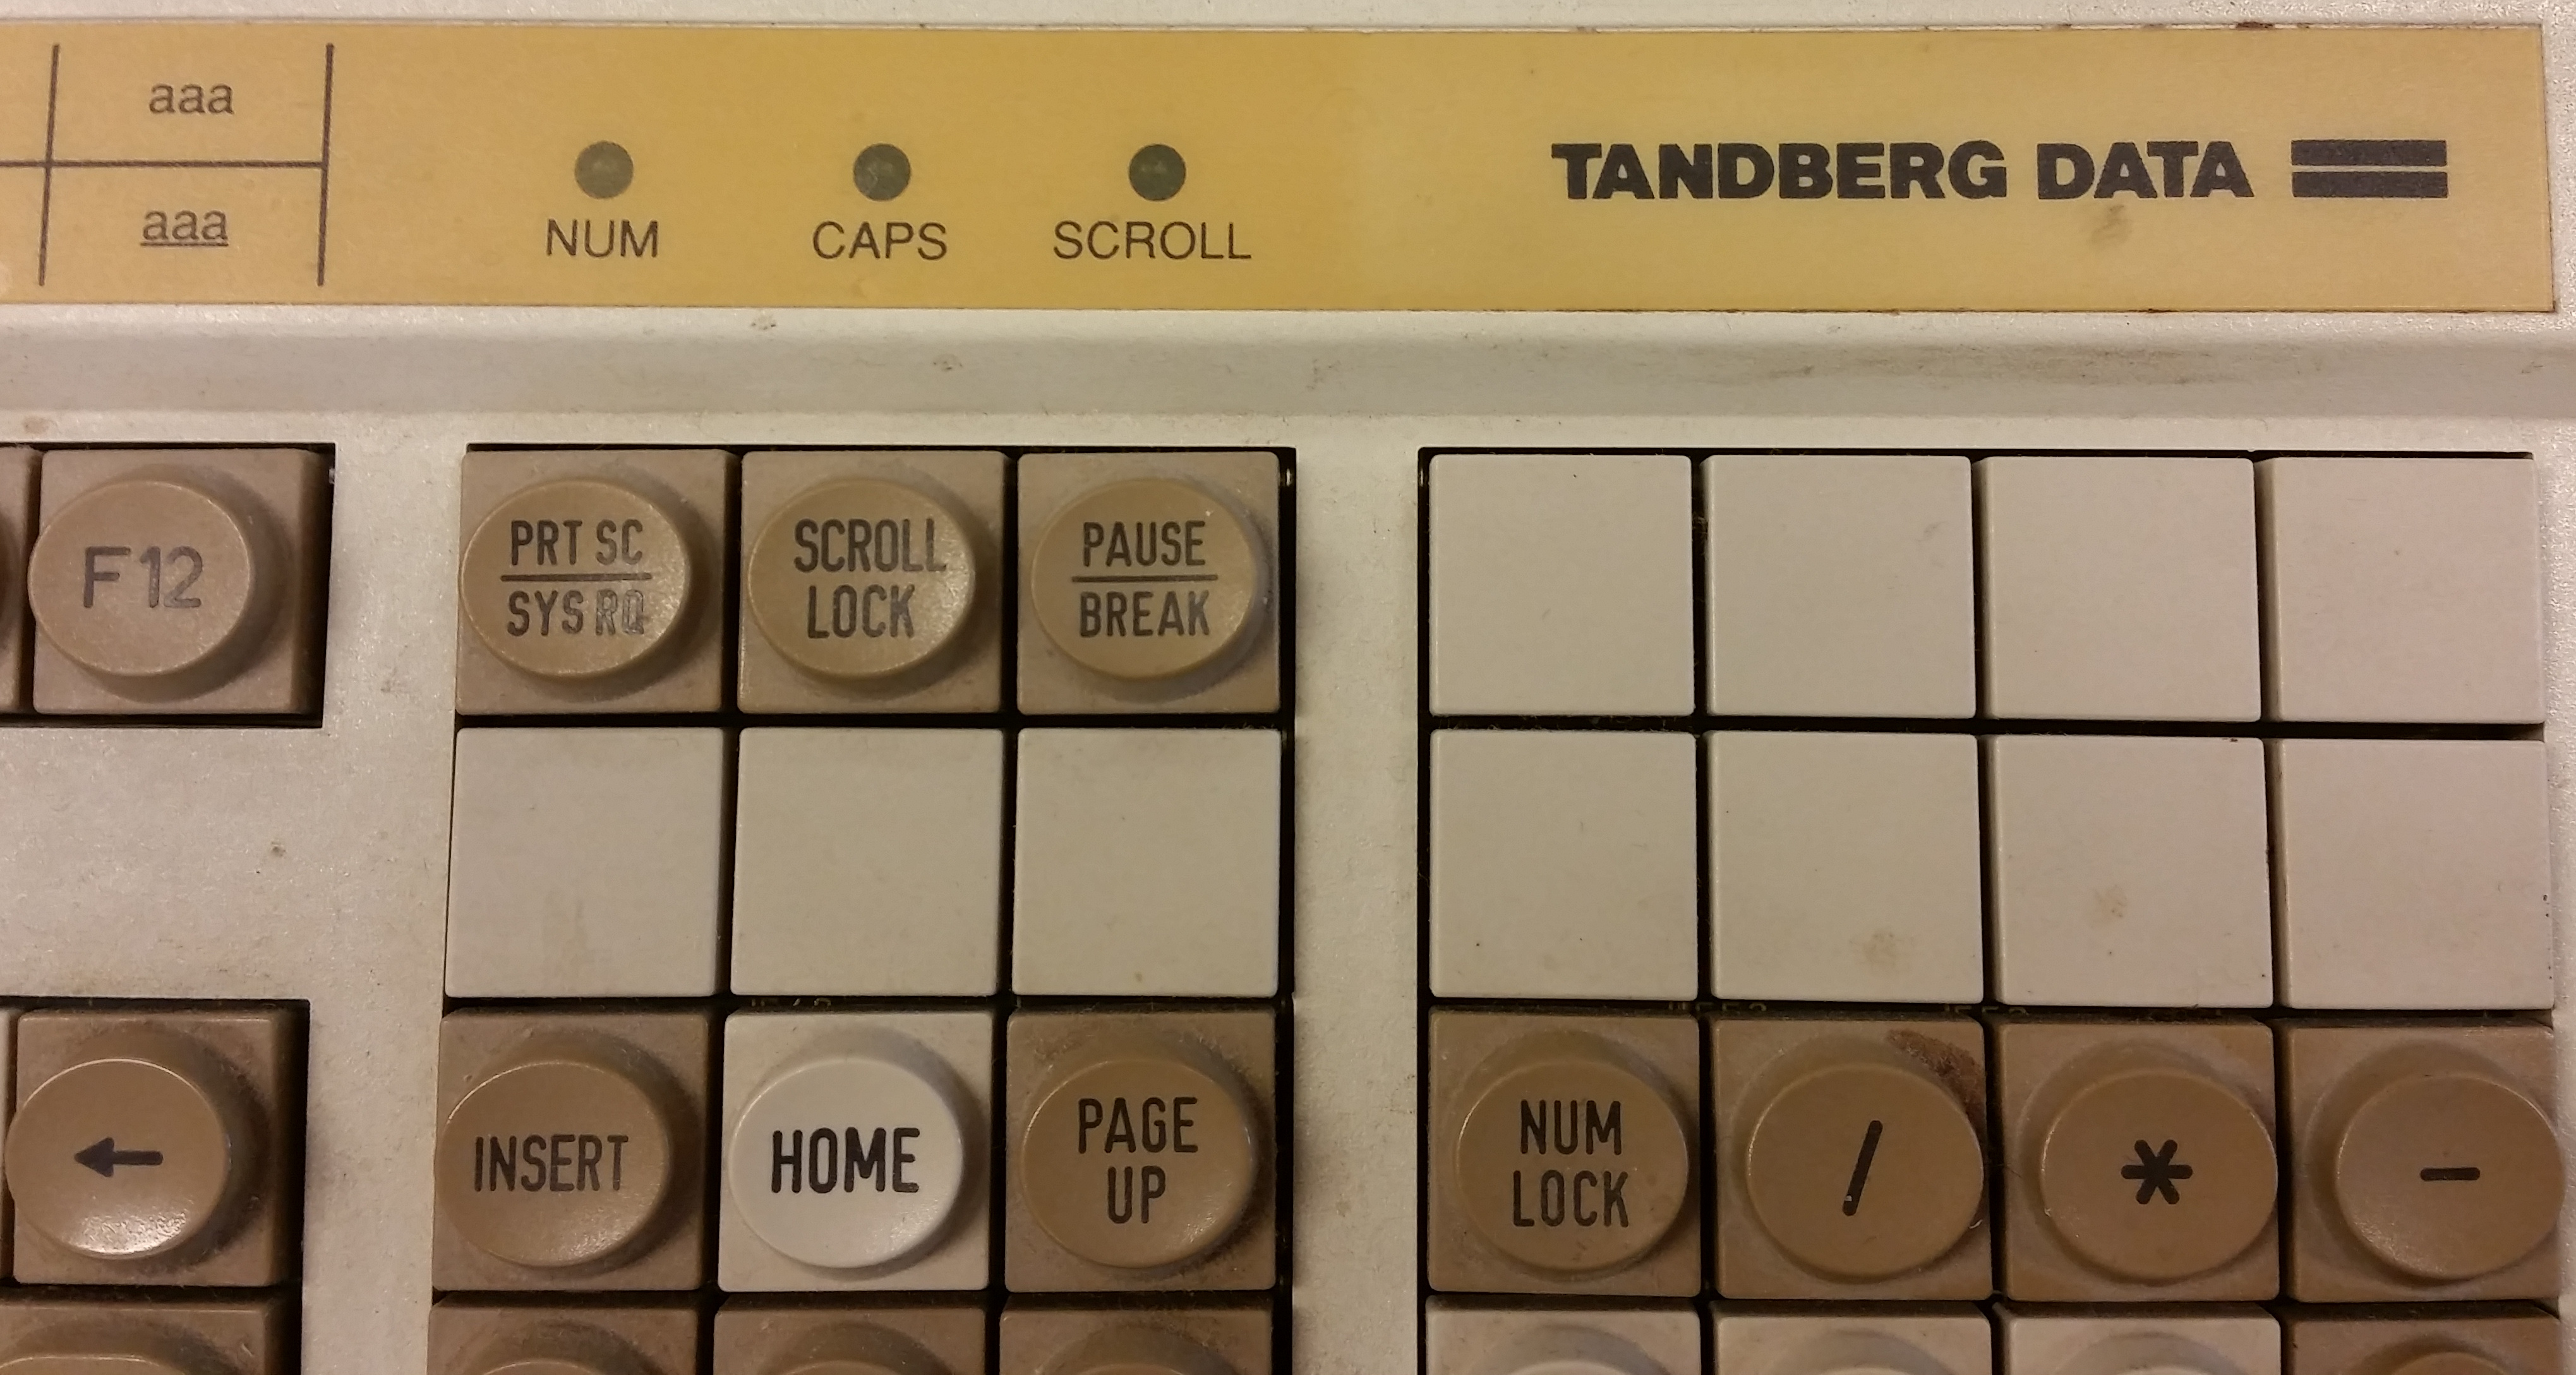 aaa
aaa
NUM
CAPS
SCROLL
TANDBERG DATA
F12
PRT SC
SYS RQ
SCROLL
LOCK
PAUSE
BREAK
←
INSERT
HOME
PAGE
UP
NUM
LOCK
/
*
-